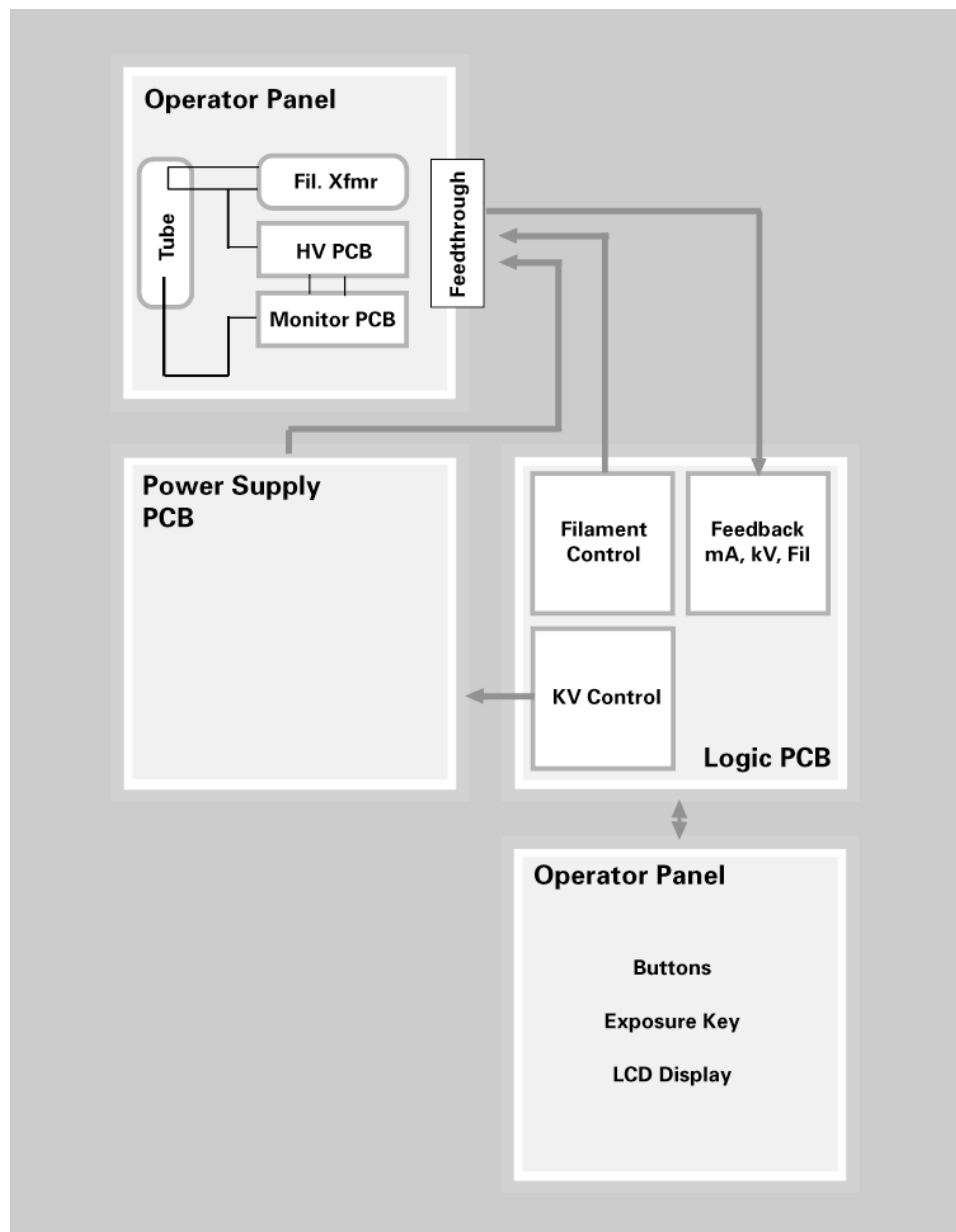 Operator Panel
Tube
Fil. Xfmr
HV PCB
Monitor PCB
Feedthrough
Power Supply
PCB
Filament
Control
Feedback
mA, kV, Fil
KV Control
Logic PCB
Operator Panel
Buttons
Exposure Key
LCD Display